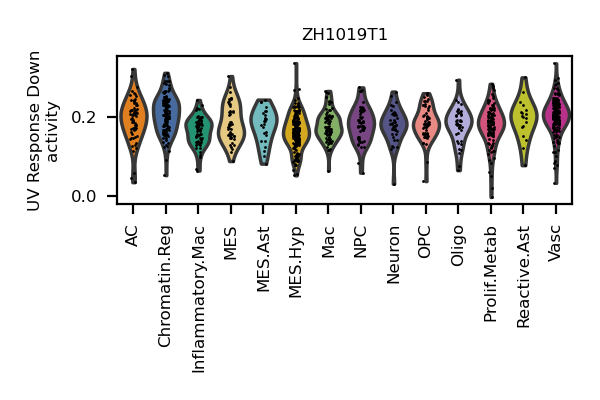 ZH1019T1
UV Response Down
activity
0.2
0.0
AC
Chromatin.Reg
Inflammatory.Mac
MES
MES.Ast
MES.Hyp
Mac
NPC
Neuron
OPC
Oligo
Prolif.Metab
Reactive.Ast
Vasc